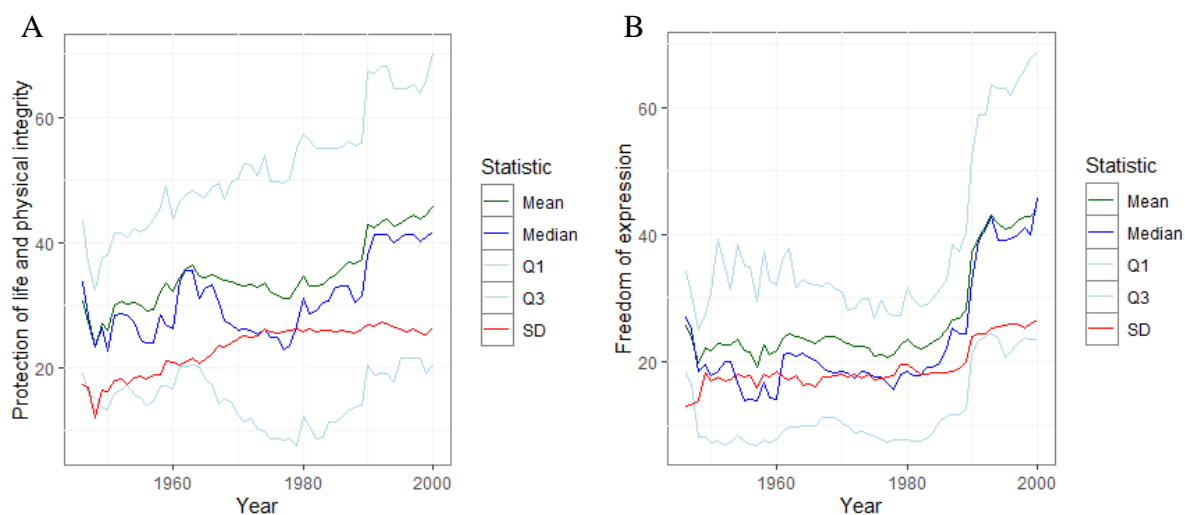 A
Protection of life and physical integrity
60
40
20
1960
1980
2000
Year
Statistic
Mean
Median
Q1
Q3
SD
B
Freedom of expression
60
40
20
1960
1980
2000
Year
Statistic
Mean
Median
Q1
Q3
SD